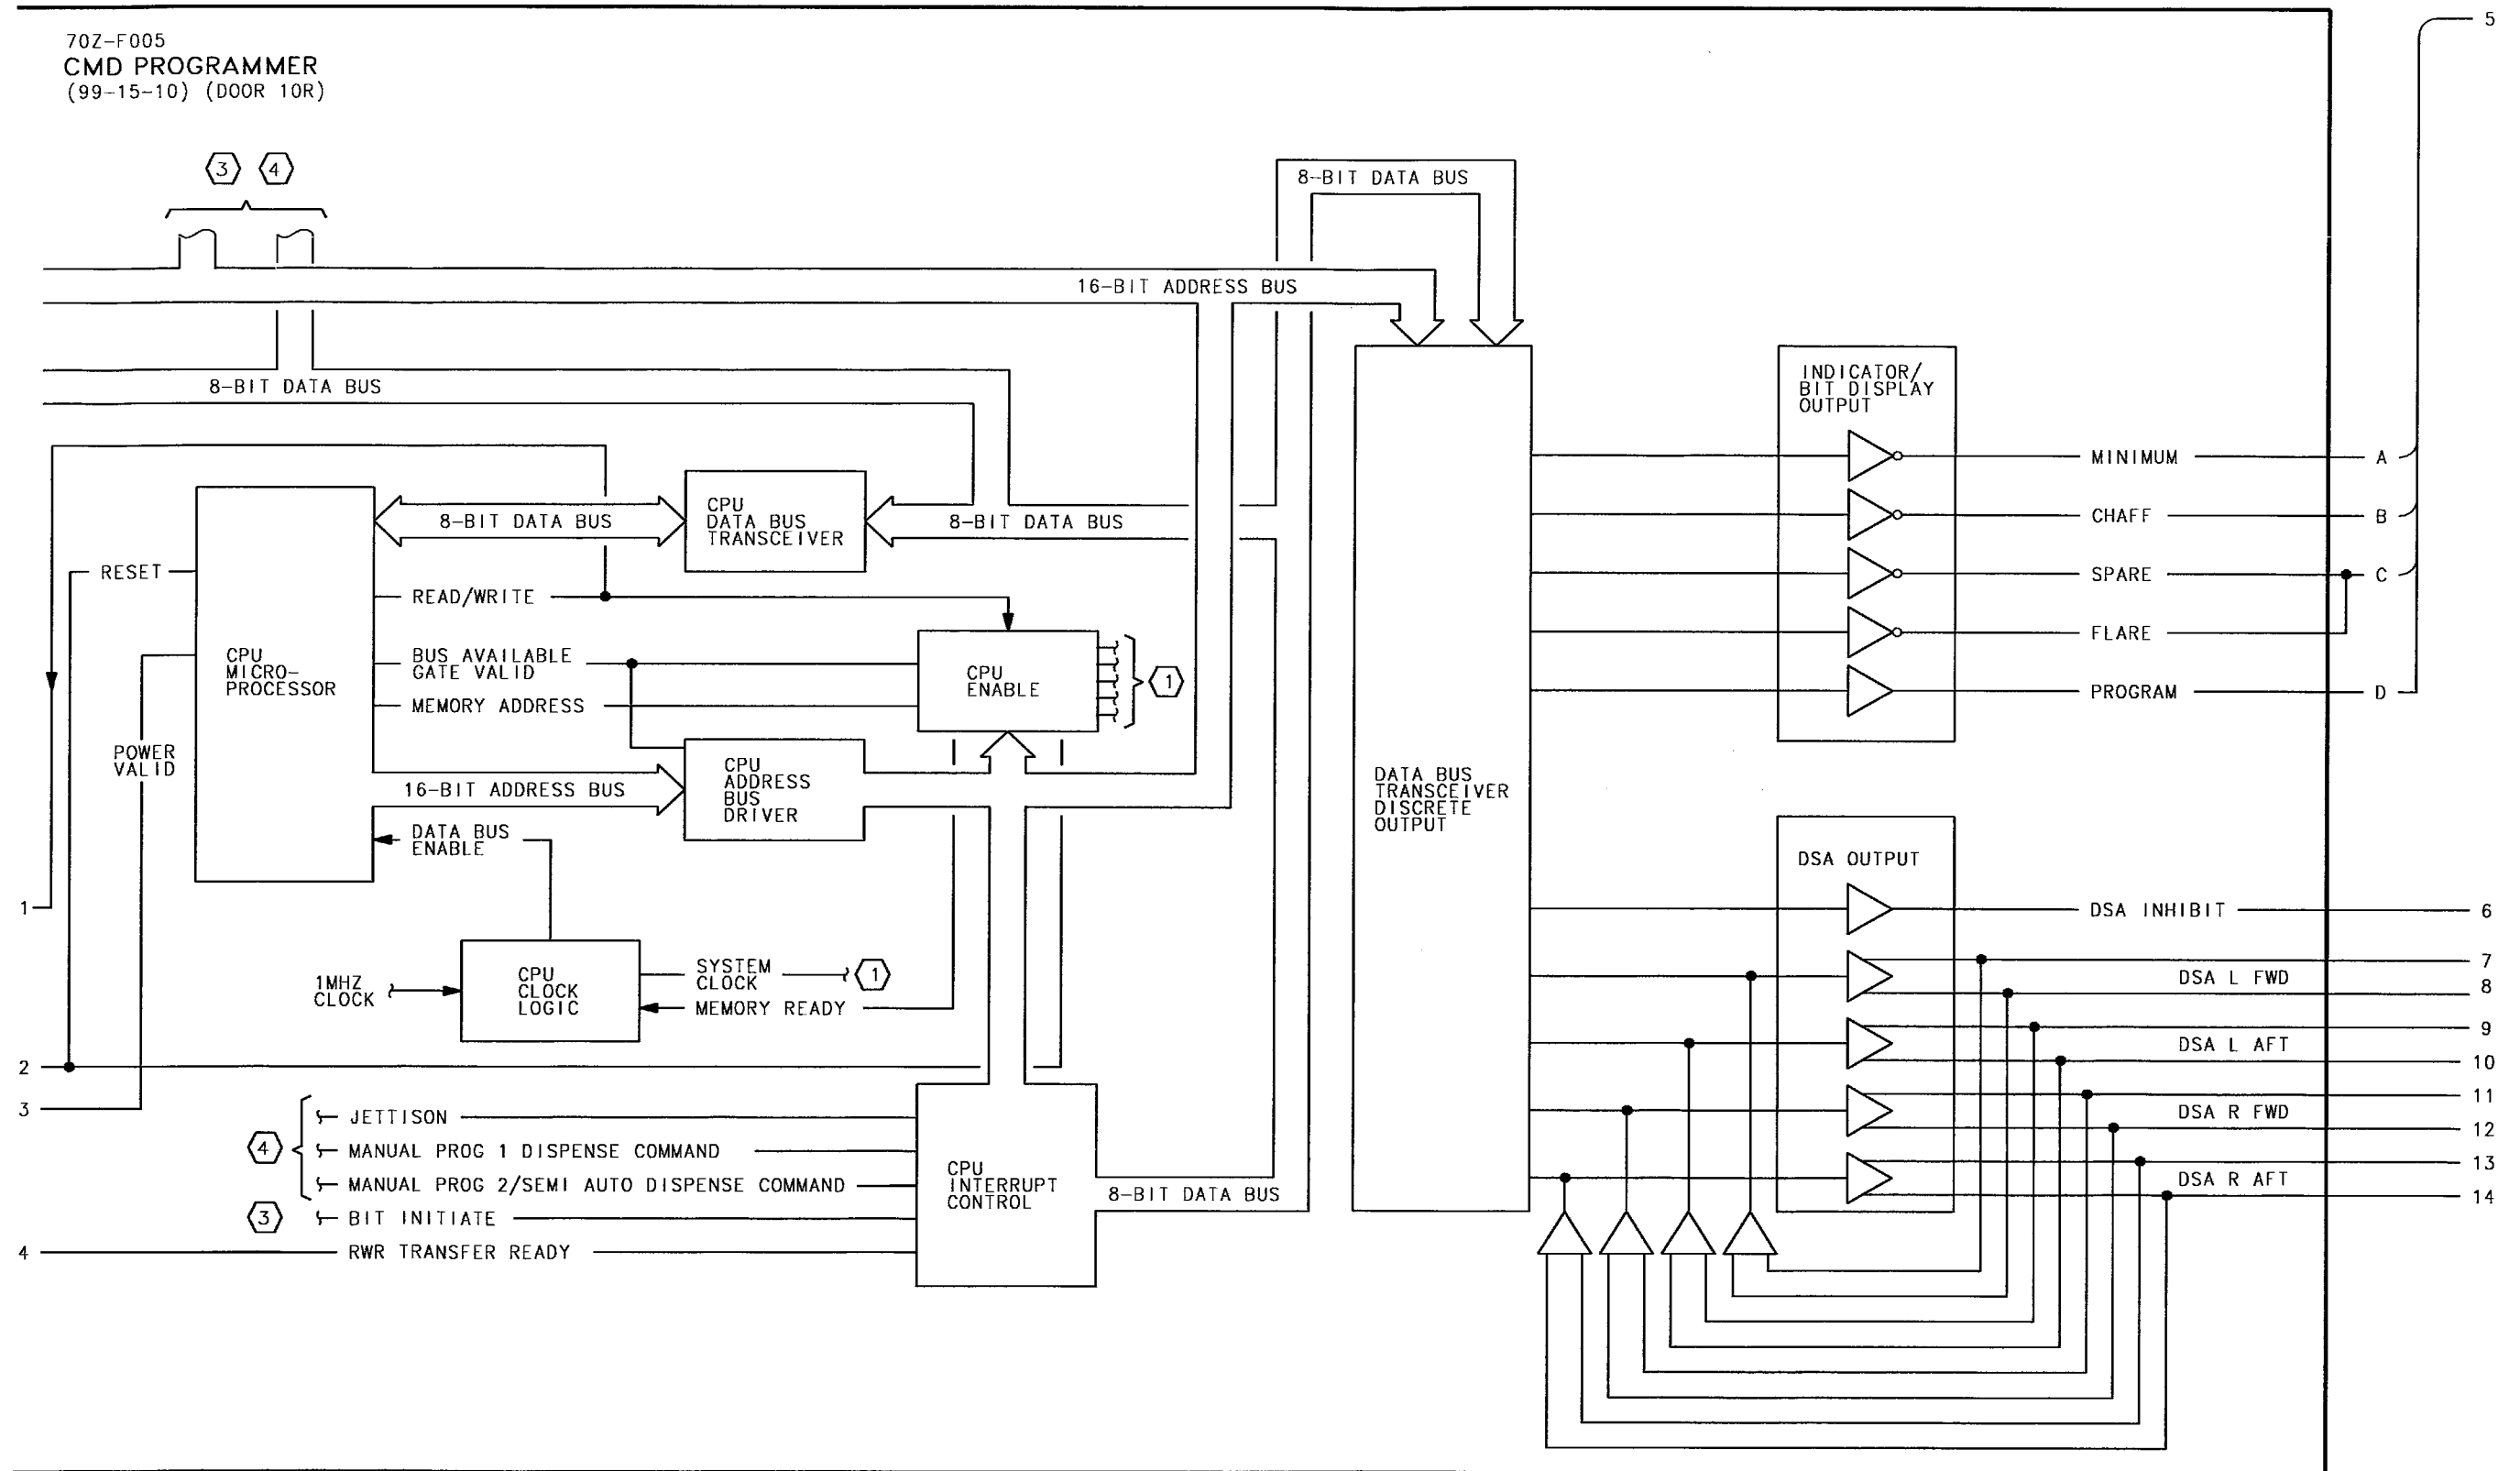 70Z-F005
CMD PROGRAMMER
(99-15-10) (DOOR 10R)
3
4
5
8-BIT DATA BUS
16-BIT ADDRESS BUS
8-BIT DATA BUS
8-BIT DATA BUS
CPU
DATA BUS
TRANSCEIVER
8-BIT DATA BUS
RESET
READ/WRITE
CPU
MICRO-
PROCESSOR
BUS AVAILABLE
GATE VALID
MEMORY ADDRESS
CPU
ENABLE
1
POWER
VALID
16-BIT ADDRESS BUS
CPU
ADDRESS
BUS
DRIVER
DATA BUS
ENABLE
1
1MHZ
CLOCK
CPU
CLOCK
LOGIC
SYSTEM
CLOCK
1
MEMORY READY
2
3
4
JETTISON
MANUAL PROG 1 DISPENSE COMMAND
MANUAL PROG 2/SEMI AUTO DISPENSE COMMAND
3
BIT INITIATE
4
RWR TRANSFER READY
CPU
INTERRUPT
CONTROL
8-BIT DATA BUS
DATA BUS
TRANSCEIVER
DISCRETE
OUTPUT
INDICATOR/
BIT DISPLAY
OUTPUT
MINIMUM
A
CHAFF
B
SPARE
C
FLARE
PROGRAM
D
DSA OUTPUT
DSA INHIBIT
6
7
DSA L FWD
8
9
DSA L AFT
10
11
DSA R FWD
12
13
DSA R AFT
14